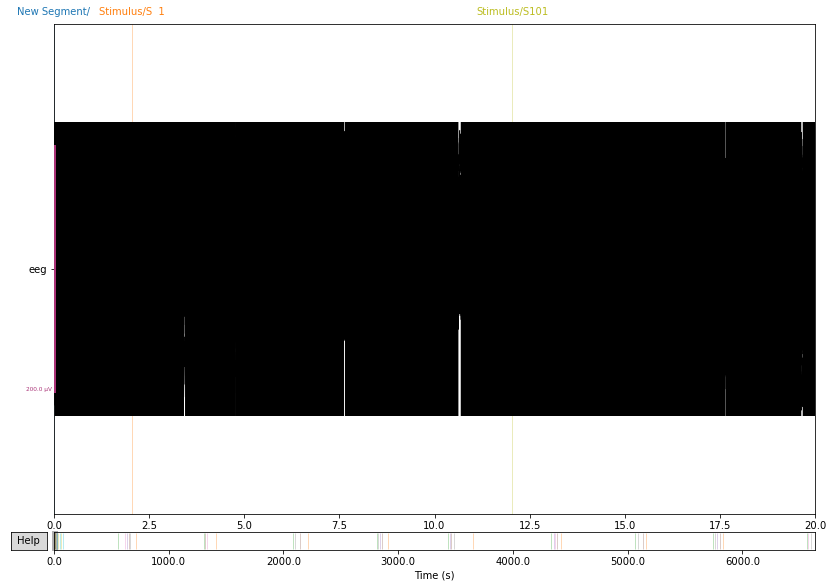 New Segment/ Stimulus/S  1 Stimulus/S101
eeg
200.0 µV
0.0 2.5 5.0 7.5 10.0 12.5 15.0 17.5 20.0
Help
0.0 1000.0 2000.0 3000.0 4000.0 5000.0 6000.0
Time (s)